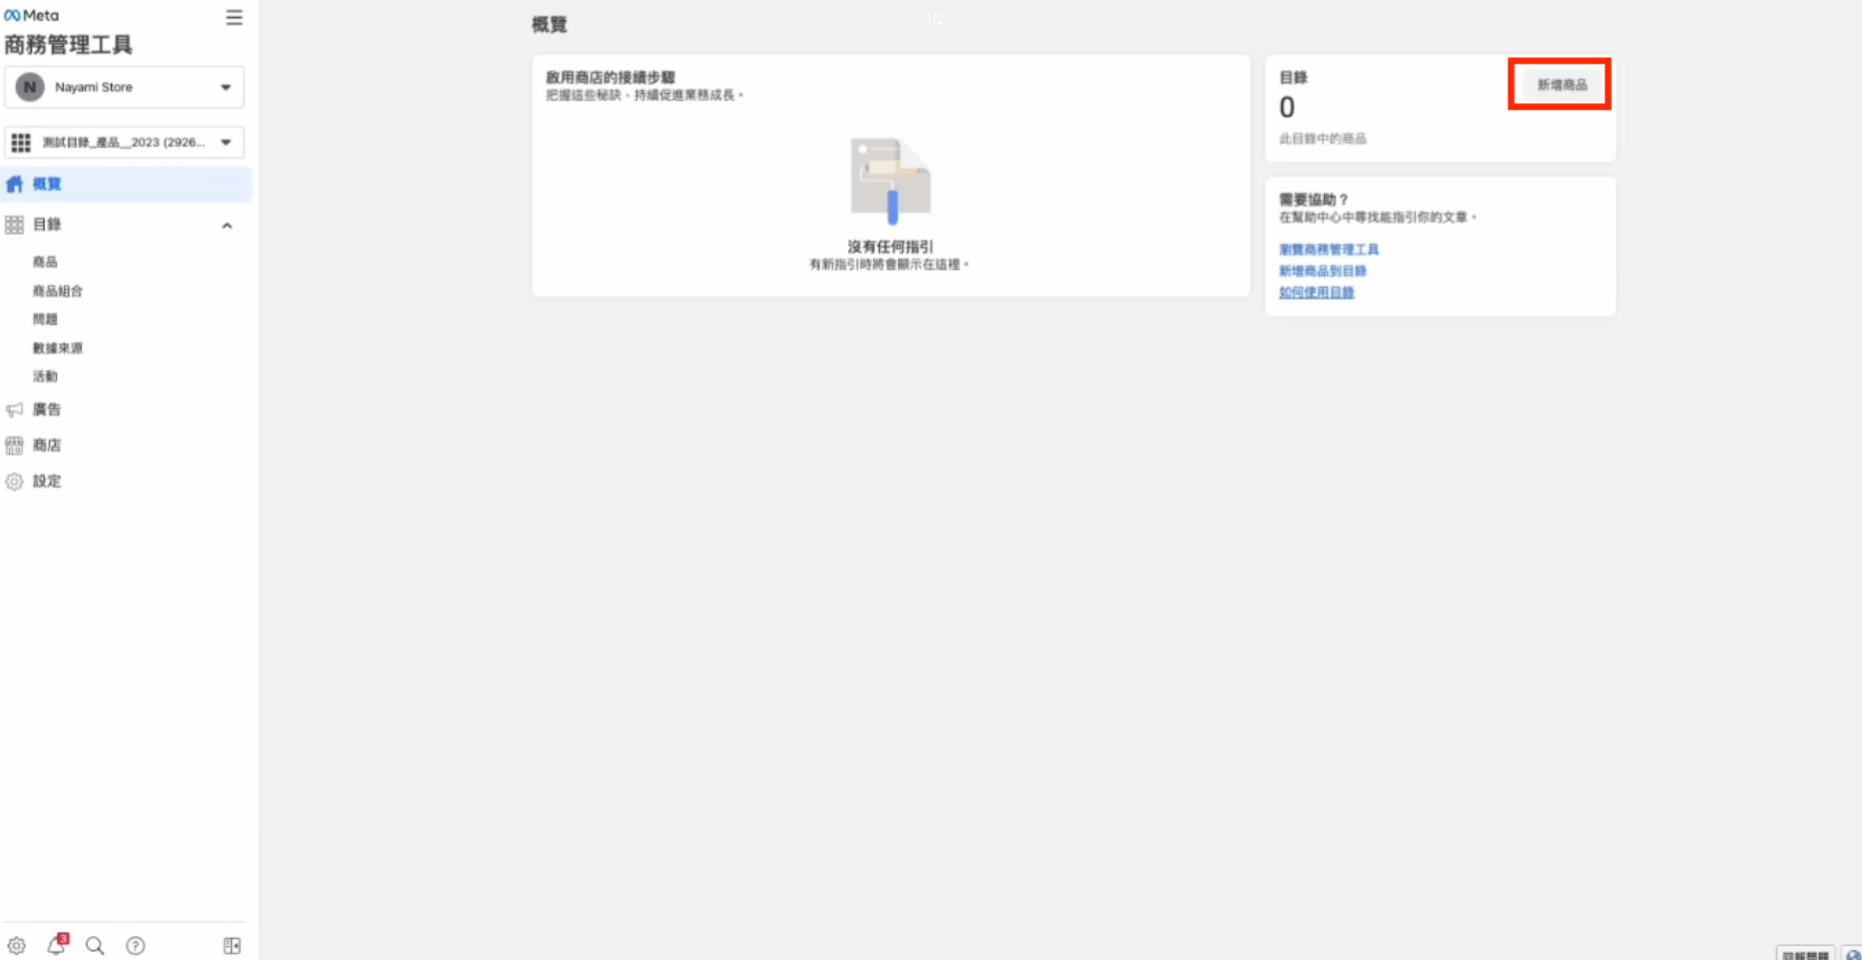 Meta
商務管理工具
N Nayami Store
測試目錄_產品__2023 (2926...
概覽
目錄
商品
商品組合
問題
數據來源
活動
廣告
商店
設定
3
概覽
1/2
啟用商店的接續步驟
把握這些秘訣，持續促進業務成長。
沒有任何指引
有新指引時將會顯示在這裡。
目錄
新增商品
0
此目錄中的商品
需要協助？
在幫助中心中尋找能指引你的文章。
瀏覽商務管理工具
新增商品到目錄
如何使用目錄
回報問題